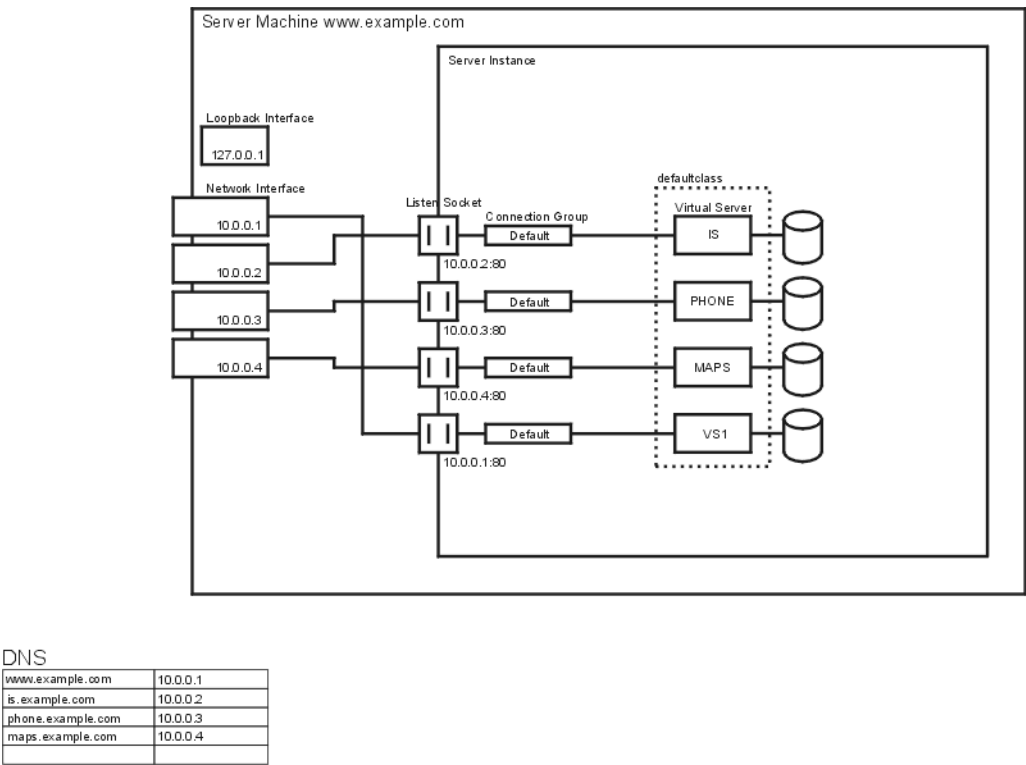 Server Machine www.example.com
Server Instance
Loopback Interface
127.0.0.1
Network Interface
10.0.0.1
10.0.0.2
10.0.0.3
10.0.0.4
Listen Socket
10.0.0.2:80
10.0.0.3:80
10.0.0.4:80
10.0.0.1:80
Connection Group
Default
Default
Default
Default
defaultclass
Virtual Server
IS
PHONE
MAPS
VS1
DNS
www.example.com 10.0.0.1
is.example.com 10.0.0.2
phone.example.com 10.0.0.3
maps.example.com 10.0.0.4